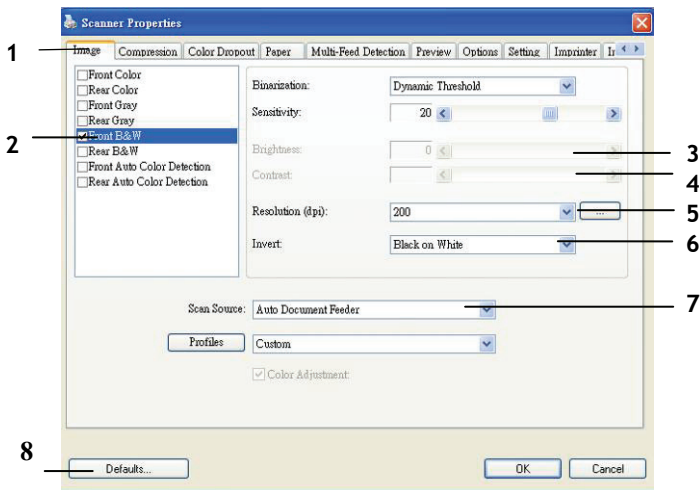 Scanner Properties
1 Image Compression Color Dropout Paper Multi-Feed Detection Preview Options Setting Imprinter
Front Color
Rear Color
Front Gray
Rear Gray
2 Front B&W
Rear B&W
Front Auto Color Detection
Rear Auto Color Detection
Binarization: Dynamic Threshold
Sensitivity: 20
Brightness: 0 3
Contrast: 4
Resolution (dpi): 200 ... 5
Invert: Black on White 6
Scan Source: Auto Document Feeder 7
Profiles Custom
Color Adjustment:
8 Defaults... OK Cancel